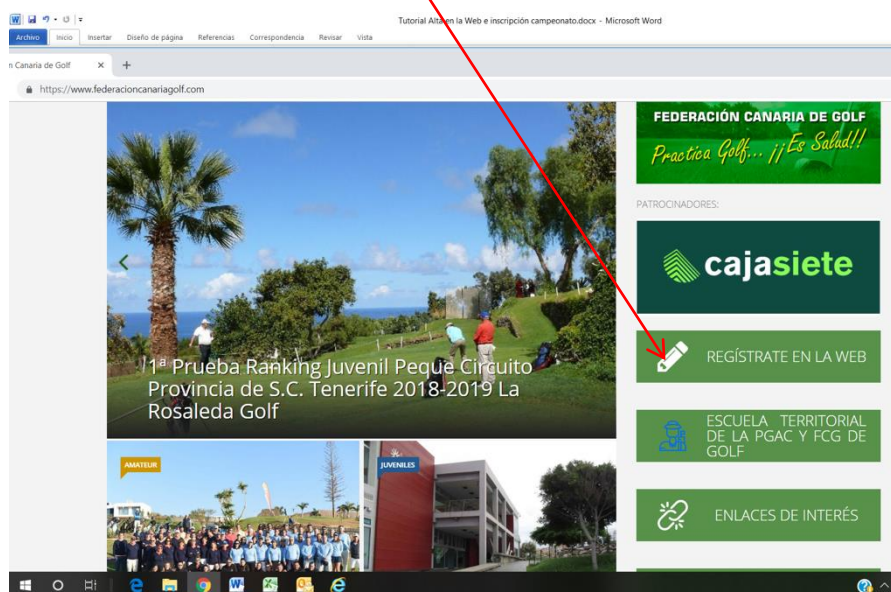 Tutorial Alta en la Web e inscripción campeonato.docx - Microsoft Word
Archivo Inicio Insertar Diseño de página Referencias Correspondencia Revisar Vista
n Canaria de Golf
https://www.federacioncanariagolf.com
FEDERACIÓN CANARIA DE GOLF
Practica Golf... ¡¡Es Salud!!
PATROCINADORES:
cajasiete
1ª Prueba Ranking Juvenil Peque Circuito
Provincia de S.C. Tenerife 2018-2019 La
Rosaleda Golf
REGÍSTRATE EN LA WEB
ESCUELA TERRITORIAL
DE LA PGAC Y FCG DE
GOLF
AMATEUR
JUVENILES
ENLACES DE INTERÉS